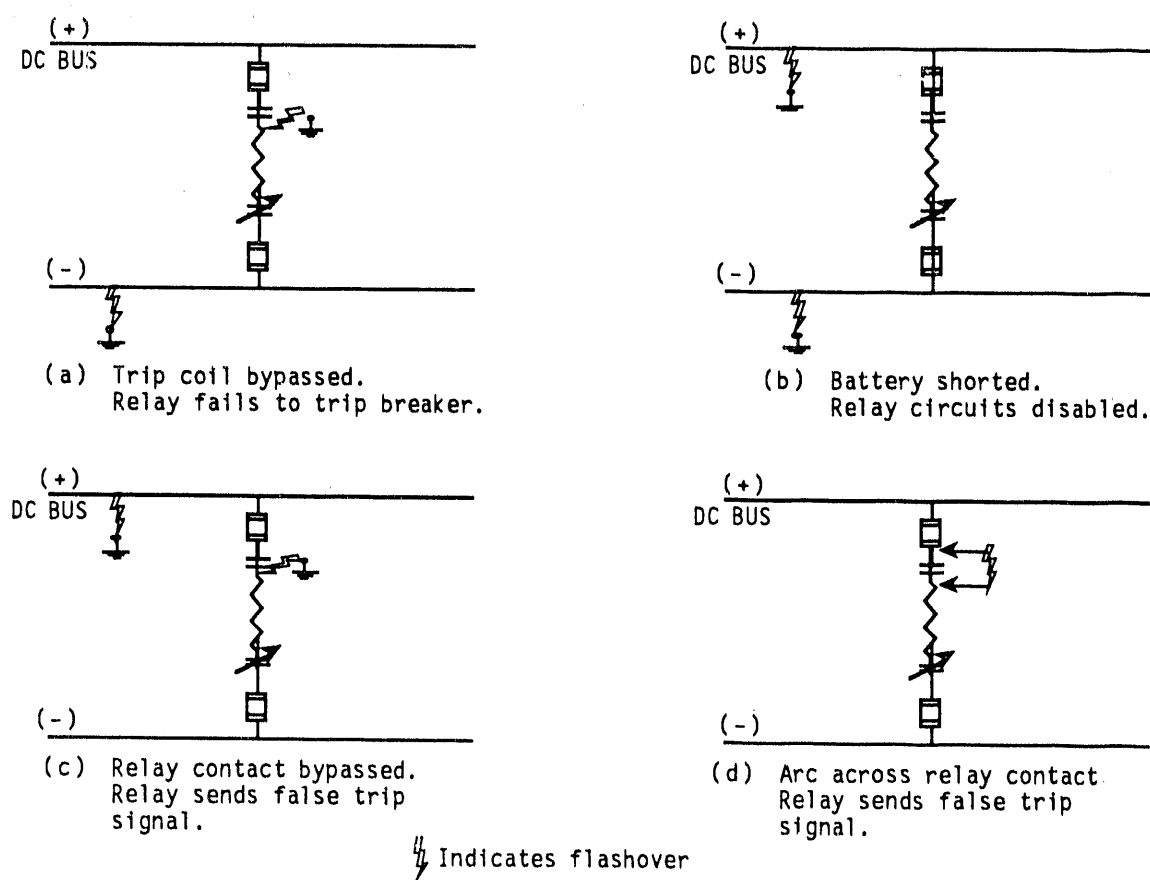 (+)
DC BUS
(-)
(a) Trip coil bypassed.
Relay fails to trip breaker.
(+)
DC BUS
(-)
(b) Battery shorted.
Relay circuits disabled.
(+)
DC BUS
(-)
(c) Relay contact bypassed.
Relay sends false trip
signal.
(+)
DC BUS
(-)
(d) Arc across relay contact
Relay sends false trip
signal.
Indicates flashover